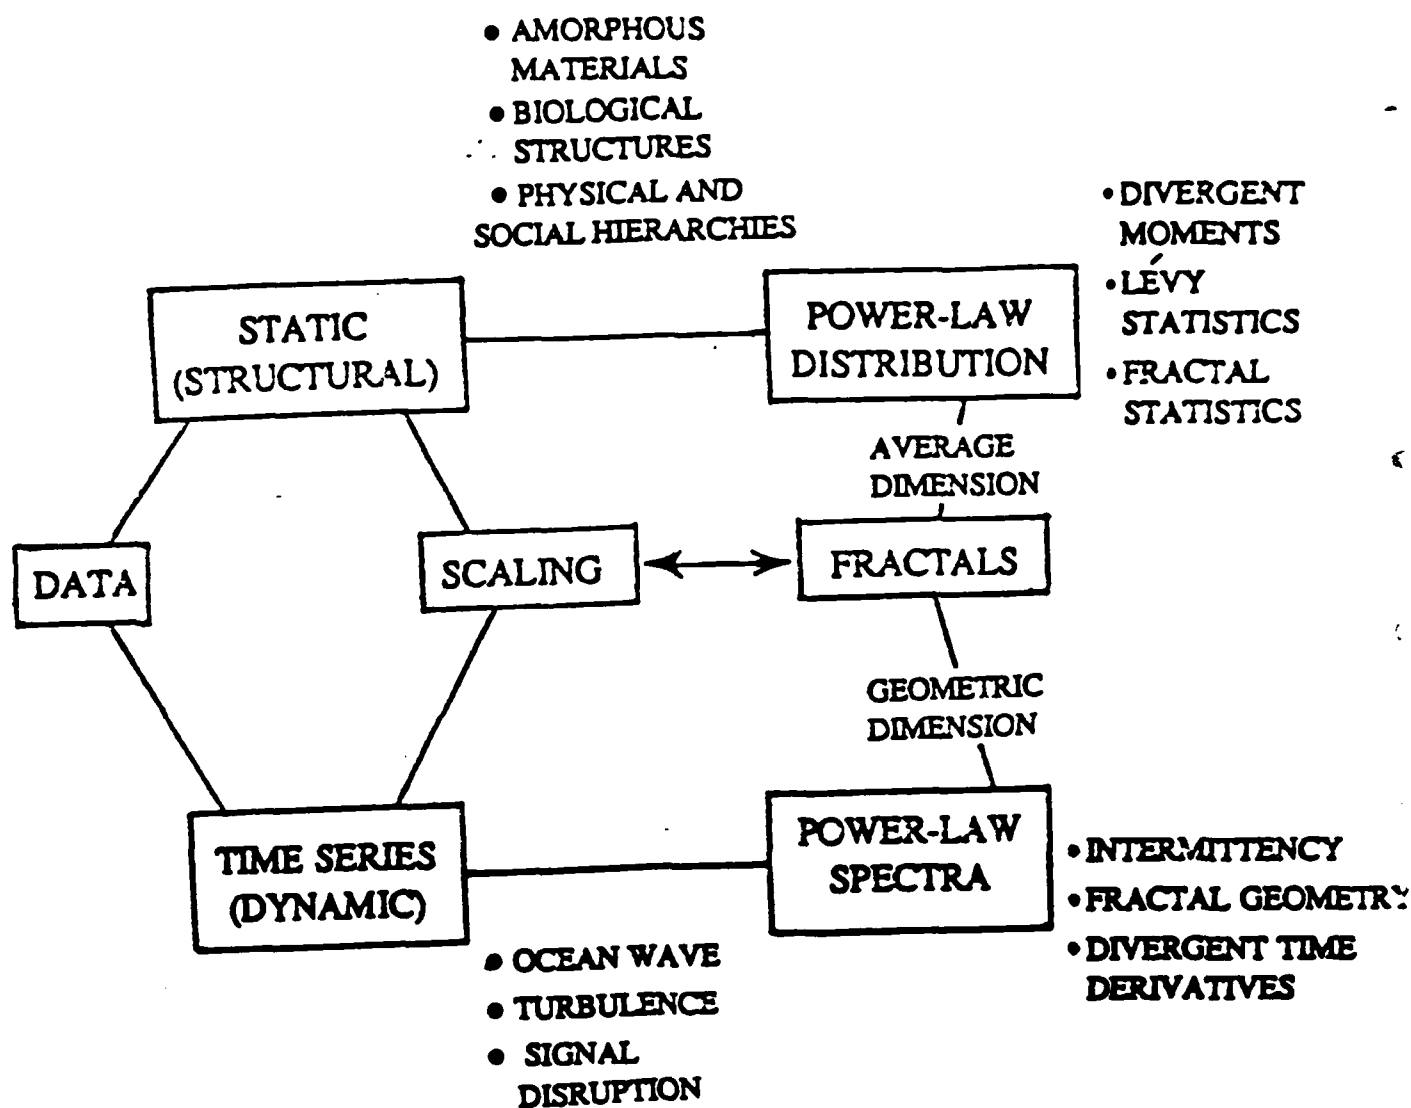 • AMORPHOUS
MATERIALS
• BIOLOGICAL
STRUCTURES
• PHYSICAL AND
SOCIAL HIERARCHIES
• DIVERGENT
MOMENTS
• LÉVY
STATISTICS
• FRACTAL
STATISTICS
STATIC
(STRUCTURAL)
POWER-LAW
DISTRIBUTION
AVERAGE
DIMENSION
DATA
SCALING
FRACTALS
GEOMETRIC
DIMENSION
TIME SERIES
(DYNAMIC)
POWER-LAW
SPECTRA
• INTERMITTENCY
• FRACTAL GEOMETRY
• DIVERGENT TIME
DERIVATIVES
• OCEAN WAVE
• TURBULENCE
• SIGNAL
DISRUPTION